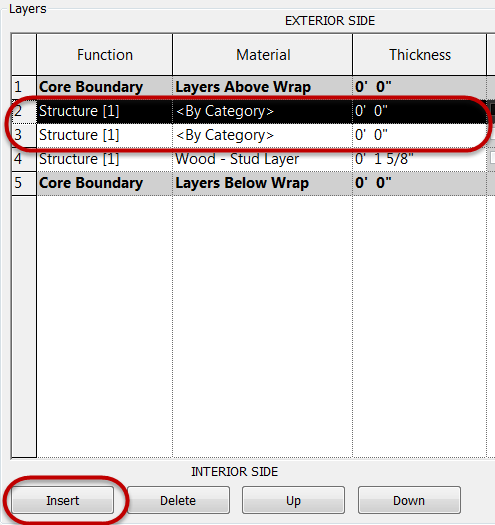 Layers
EXTERIOR SIDE
Function Material Thickness
1 Core Boundary Layers Above Wrap 0' 0"
2 Structure [1] <By Category> 0' 0"
3 Structure [1] <By Category> 0' 0"
4 Structure [1] Wood - Stud Layer 0' 1 5/8"
5 Core Boundary Layers Below Wrap 0' 0"
INTERIOR SIDE
Insert Delete Up Down